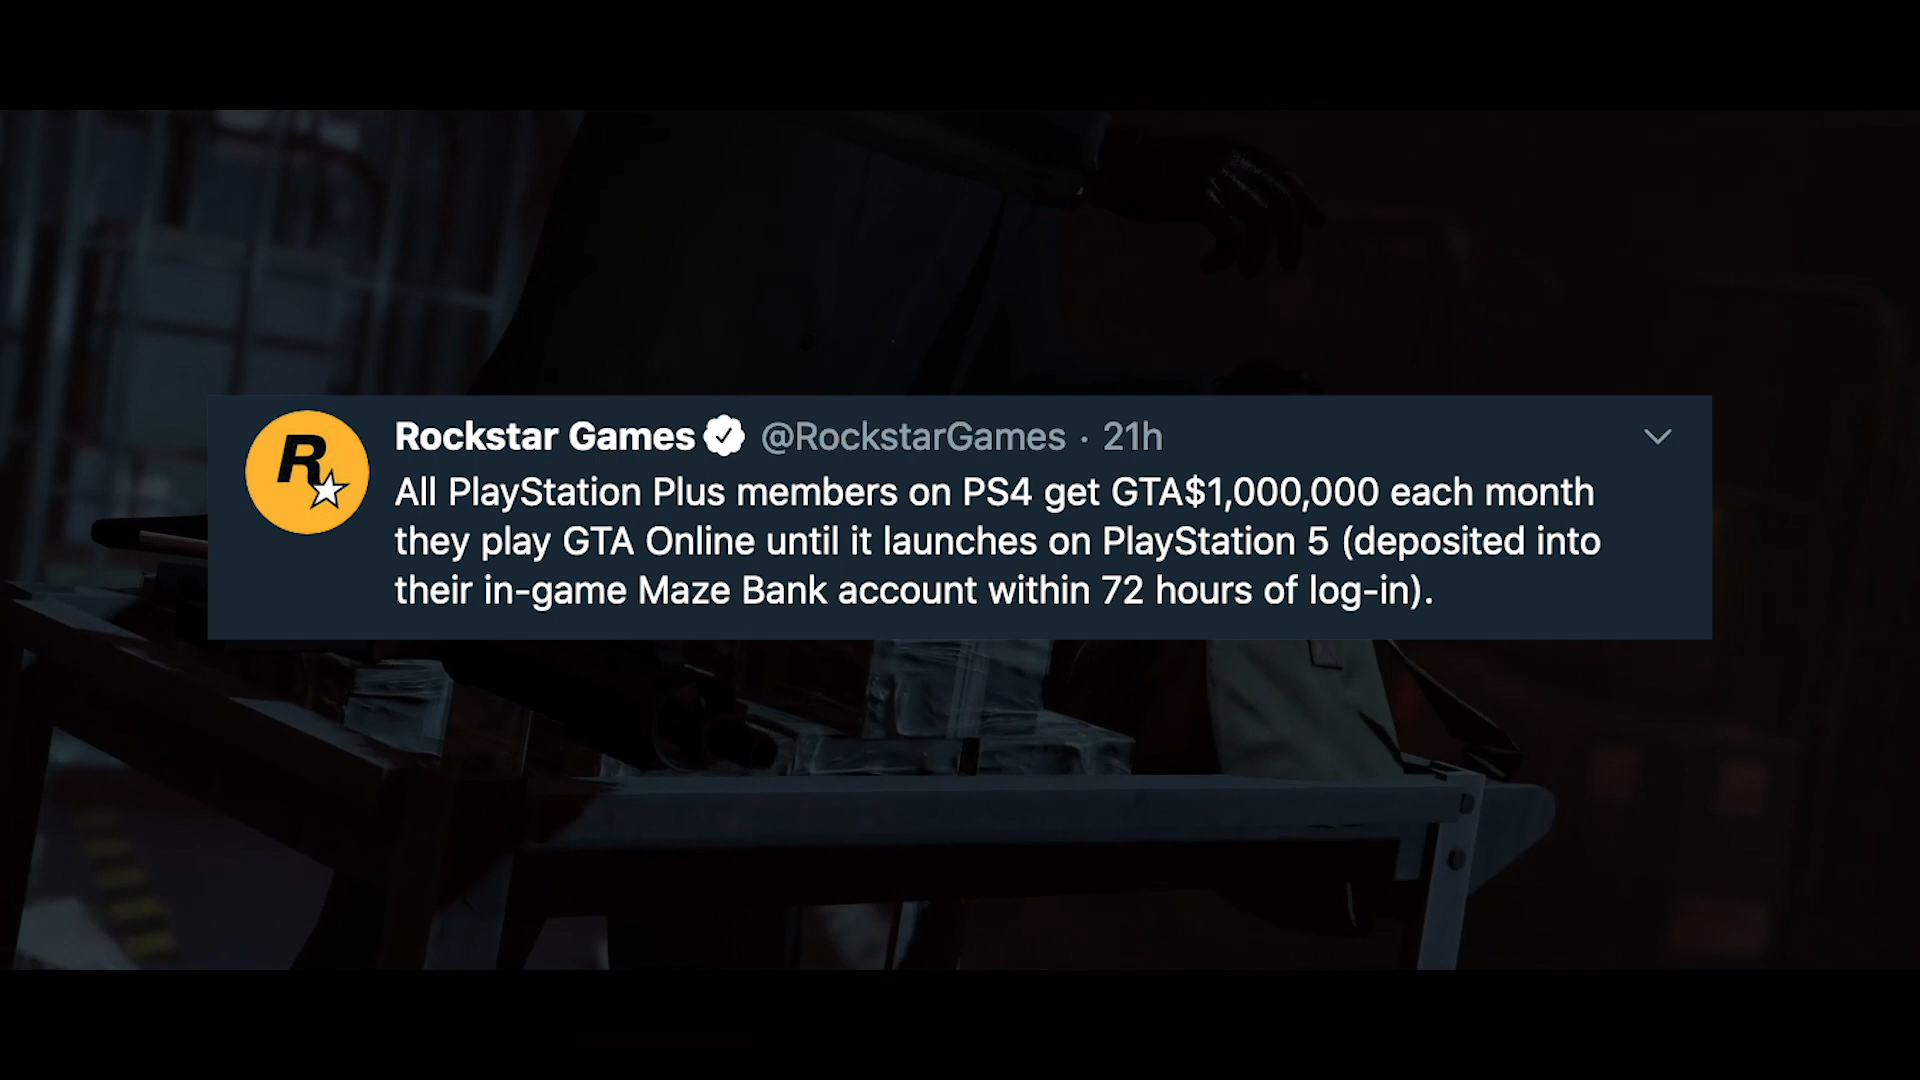 R
Rockstar Games @RockstarGames · 21h
All PlayStation Plus members on PS4 get GTA$1,000,000 each month
they play GTA Online until it launches on PlayStation 5 (deposited into
their in-game Maze Bank account within 72 hours of log-in).